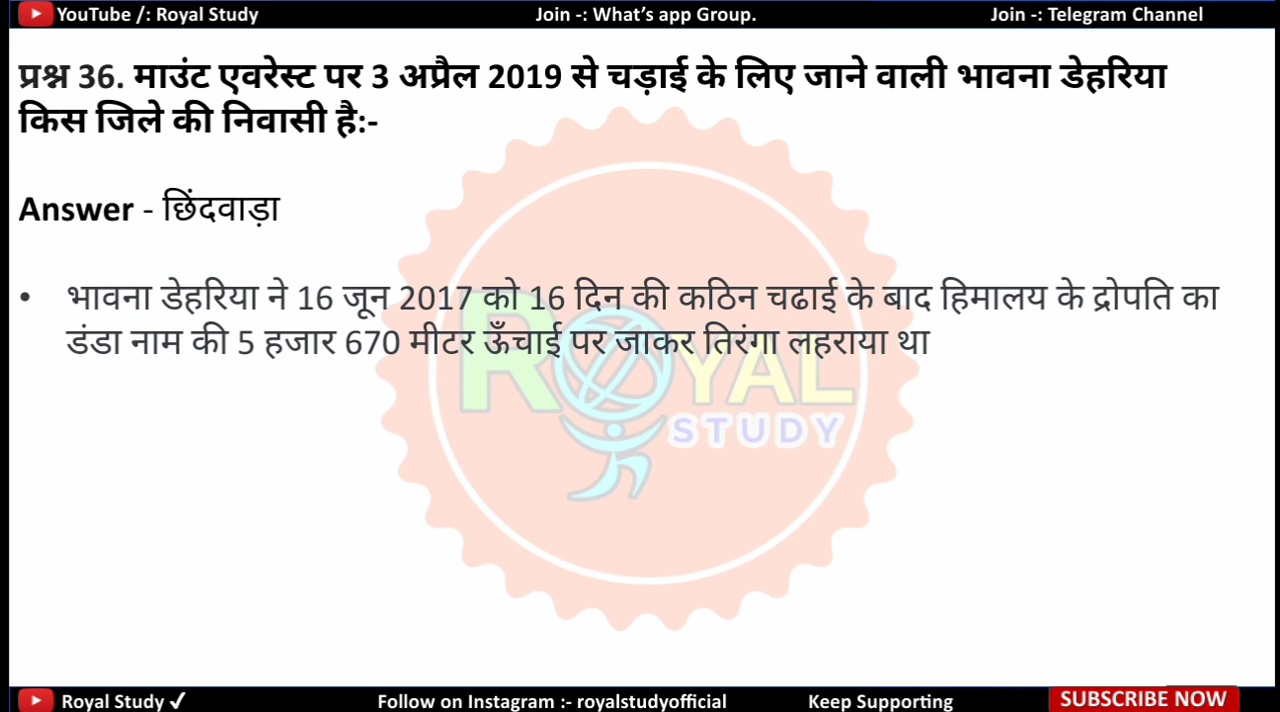 YouTube /: Royal Study Join -: What's app Group. Join -: Telegram Channel
प्रश्न 36. माउंट एवरेस्ट पर 3 अप्रैल 2019 से चड़ाई के लिए जाने वाली भावना डेहरिया
किस जिले की निवासी है:-
Answer - छिंदवाड़ा
• भावना डेहरिया ने 16 जून 2017 को 16 दिन की कठिन चढाई के बाद हिमालय के द्रोपति का
डंडा नाम की 5 हजार 670 मीटर ऊँचाई पर जाकर तिरंगा लहराया था
ROYAL
STUDY
Royal Study ✓ Follow on Instagram :- royalstudyofficial Keep Supporting SUBSCRIBE NOW